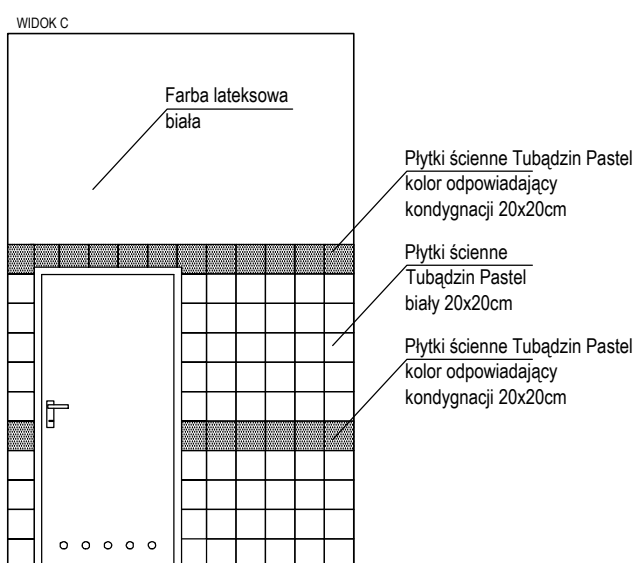 WIDOK C
Farba lateksowa
biała
Płytki ścienne Tubądzin Pastel
kolor odpowiadający
kondygnacji 20x20cm
Płytki ścienne
Tubądzin Pastel
biały 20x20cm
Płytki ścienne Tubądzin Pastel
kolor odpowiadający
kondygnacji 20x20cm